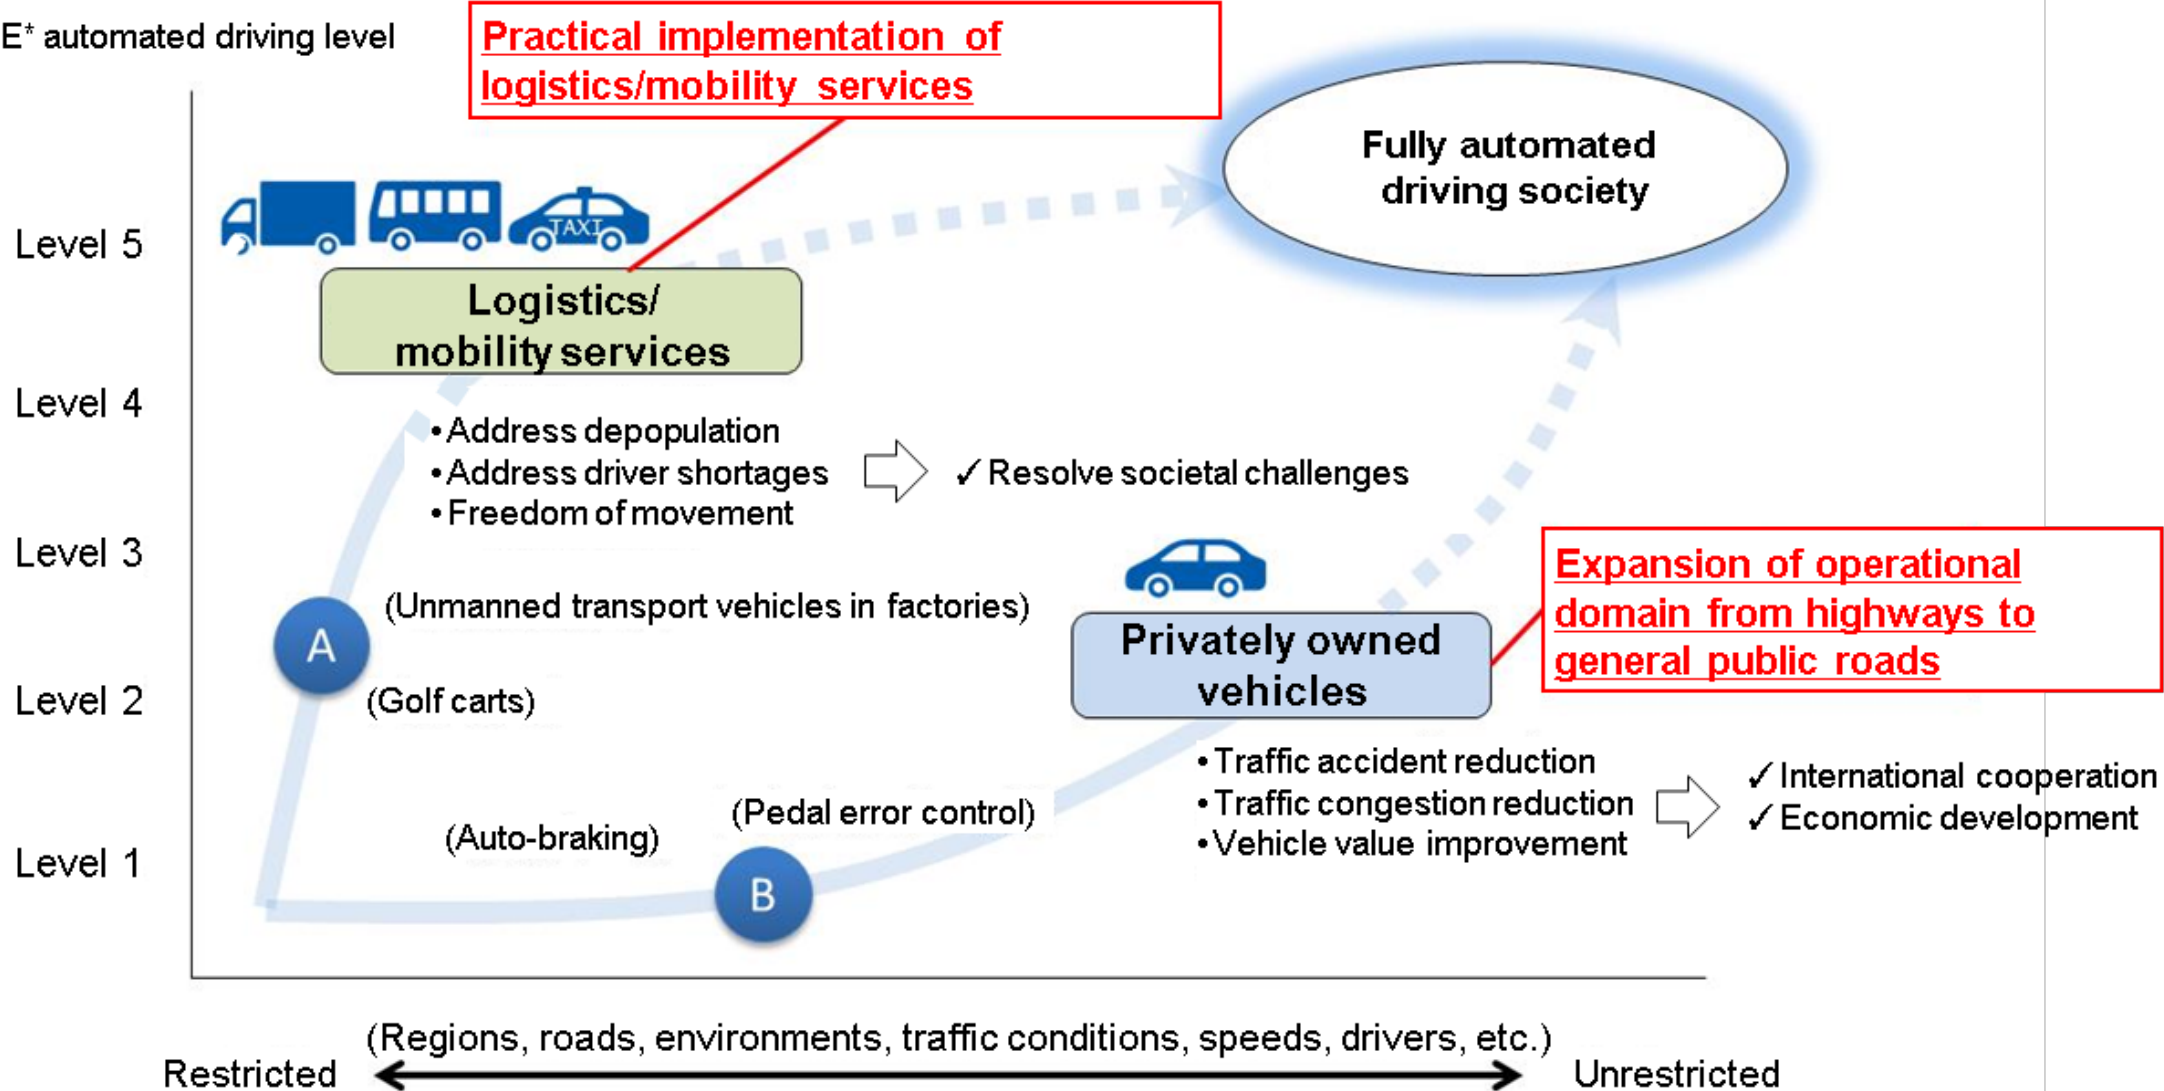 E* automated driving level
Practical implementation of
logistics/mobility services
Fully automated
driving society
TAXI
Level 5
Logistics/
mobility services
Level 4
•Address depopulation
•Address driver shortages
•Freedom of movement
✓Resolve societal challenges
Level 3
(Unmanned transport vehicles in factories)
A
(Golf carts)
Level 2
Privately owned
vehicles
Expansion of operational
domain from highways to
general public roads
•Traffic accident reduction
•Traffic congestion reduction
•Vehicle value improvement
✓International cooperation
✓Economic development
(Pedal error control)
(Auto-braking)
Level 1
B
(Regions, roads, environments, traffic conditions, speeds, drivers, etc.)
Restricted
Unrestricted